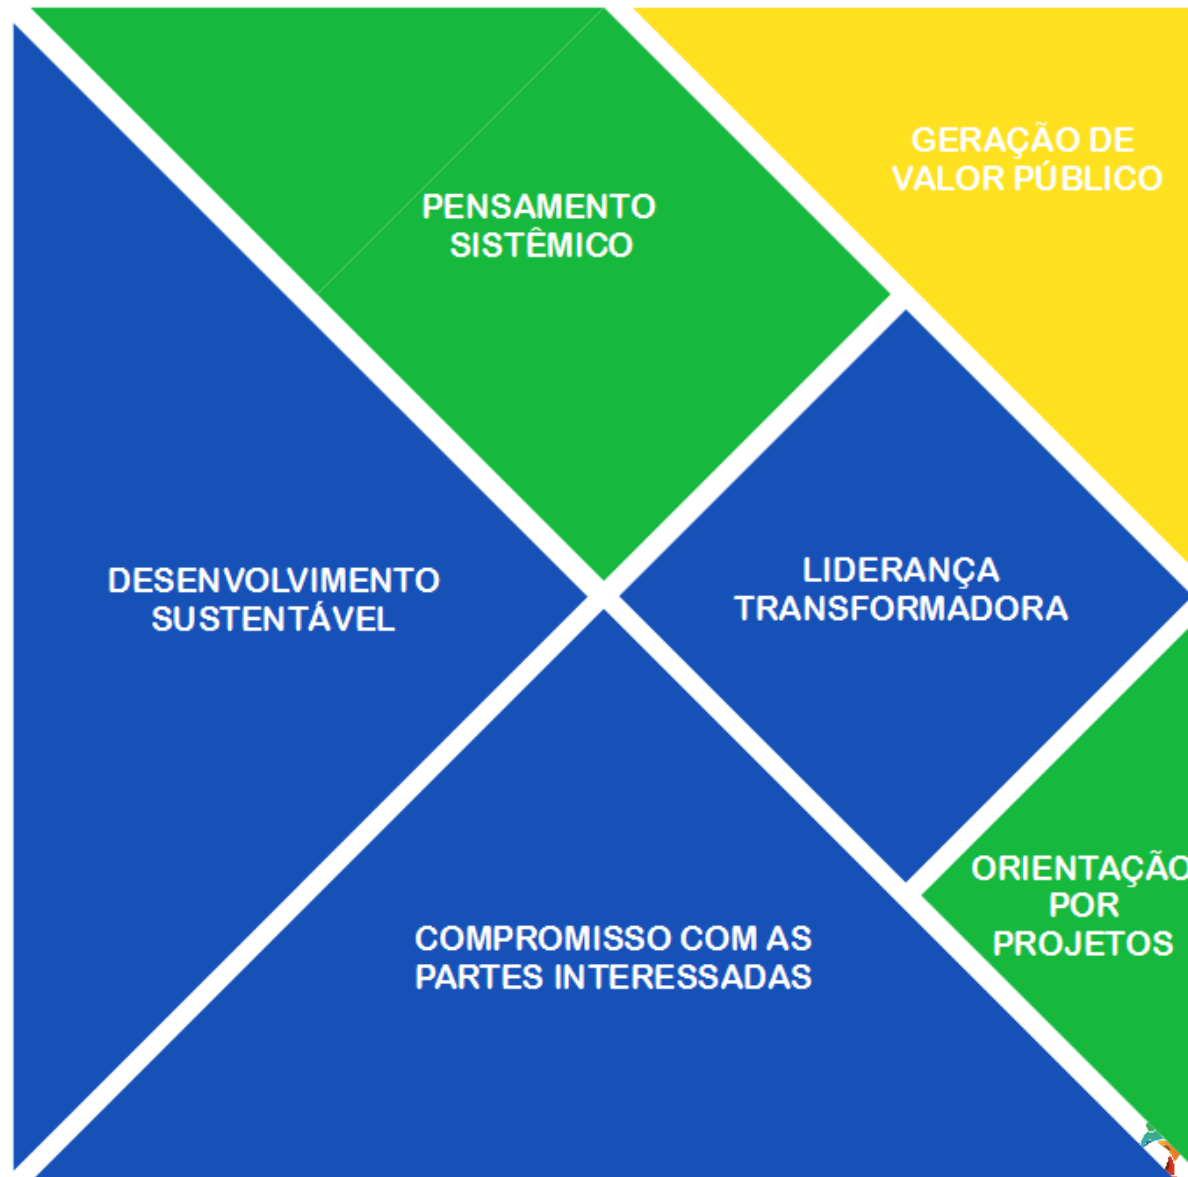 GERAÇÃO DE
VALOR PÚBLICO
PENSAMENTO
SISTÊMICO
DESENVOLVIMENTO
SUSTENTÁVEL
LIDERANÇA
TRANSFORMADORA
ORIENTAÇÃO
POR
PROJETOS
COMPROMISSO COM AS
PARTES INTERESSADAS